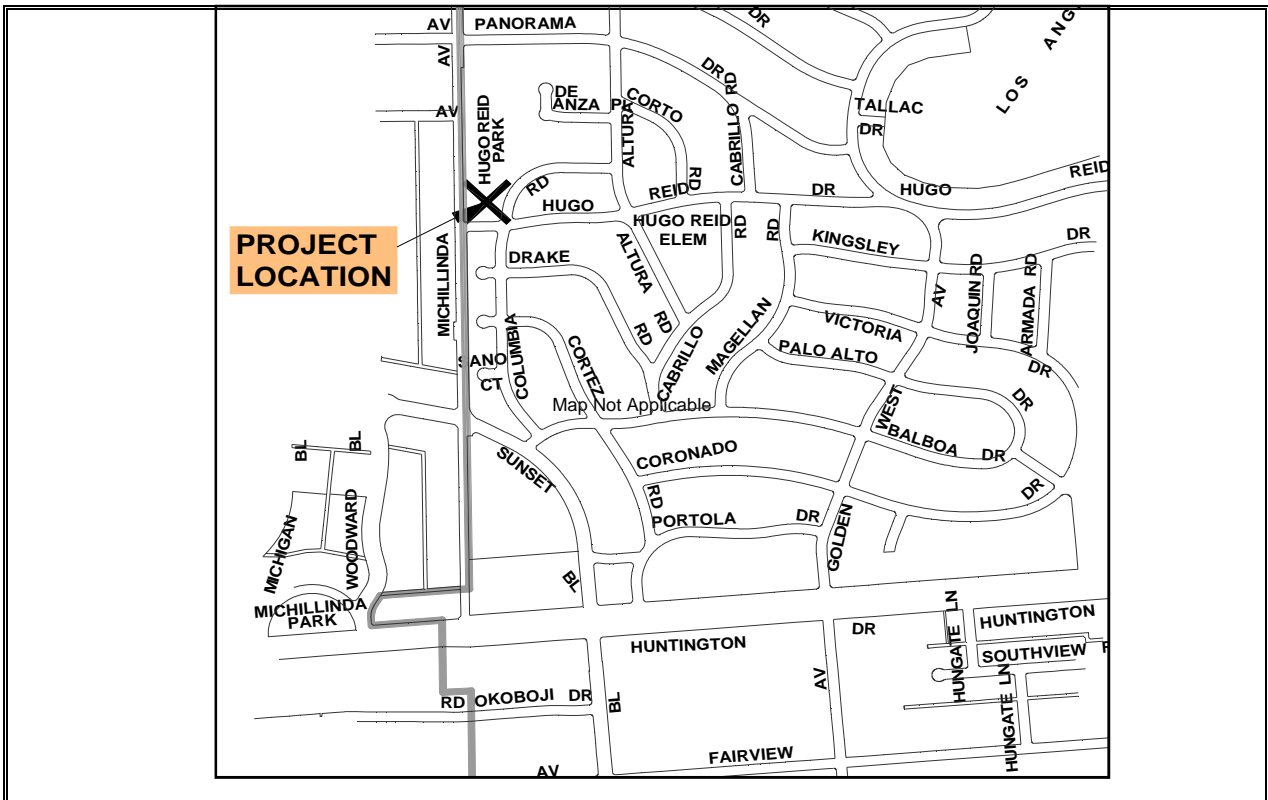 AV PANORAMA
DR
LOS ANG
AV
DR
DE
ANZA PL
CORTO
CABRILLO RD
TALLAC
DR
AV
HUGO REID
PARK
ALTURA
RD
RD
REID
DR
HUGO
REID
HUGO
HUGO REID
ELEM
RD
RD
KINGSLEY
DR
PROJECT
LOCATION
MICHILLINDA
DRAKE
ALTURA
RD
RD
AV
JOAQUIN RD
ARMADA RD
COLUMBIA
CORTEZ
CABRILLO
MAGELLAN
VICTORIA
PALO ALTO
DR
SANO
CT
Map Not Applicable
DR
WEST
BALBOA DR
BL
BL
SUNSET
CORONADO
DR
MICHIGAN
WOODWARD
RD
PORTOLA DR
GOLDEN
MICHILLINDA
PARK
BL
HUNTINGTON
DR
HUNGATE LN
HUNTINGTON
SOUTHVIEW
RD OKOBOJI DR
BL
AV
HUNGATE LN
FAIRVIEW
AV